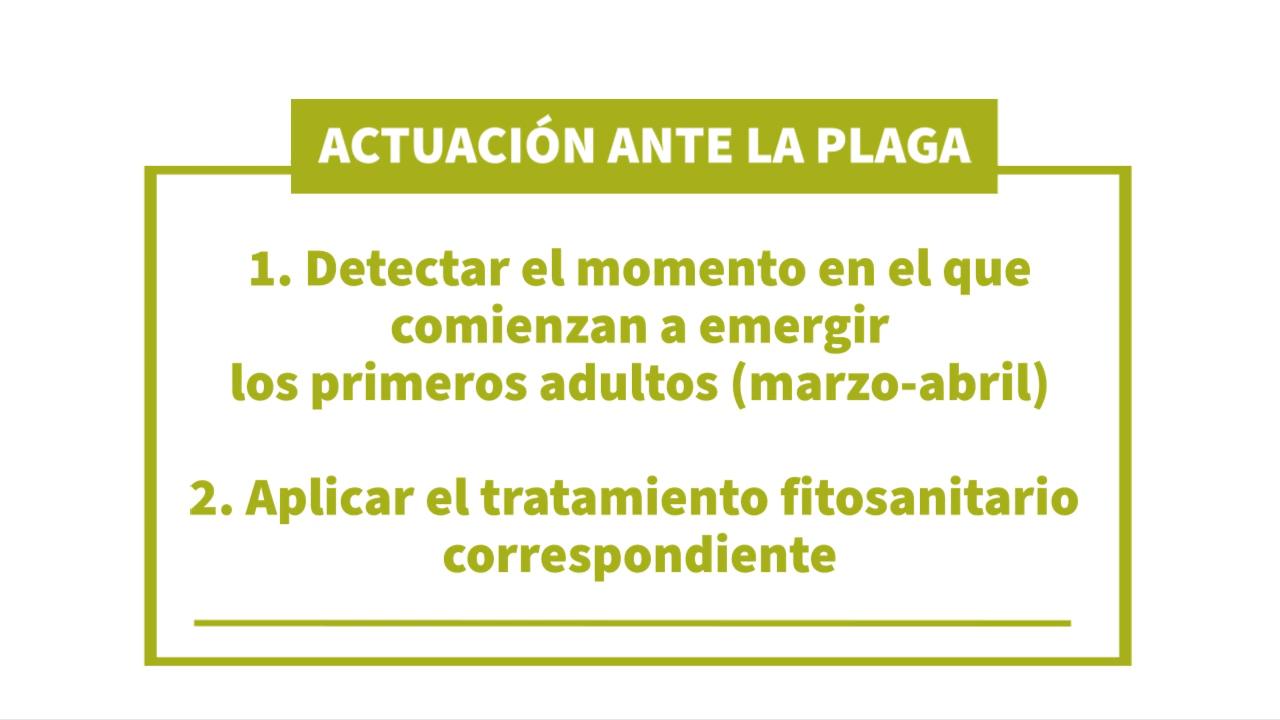 ACTUACIÓN ANTE LA PLAGA
1. Detectar el momento en el que
comienzan a emergir
los primeros adultos (marzo-abril)
2. Aplicar el tratamiento fitosanitario
correspondiente